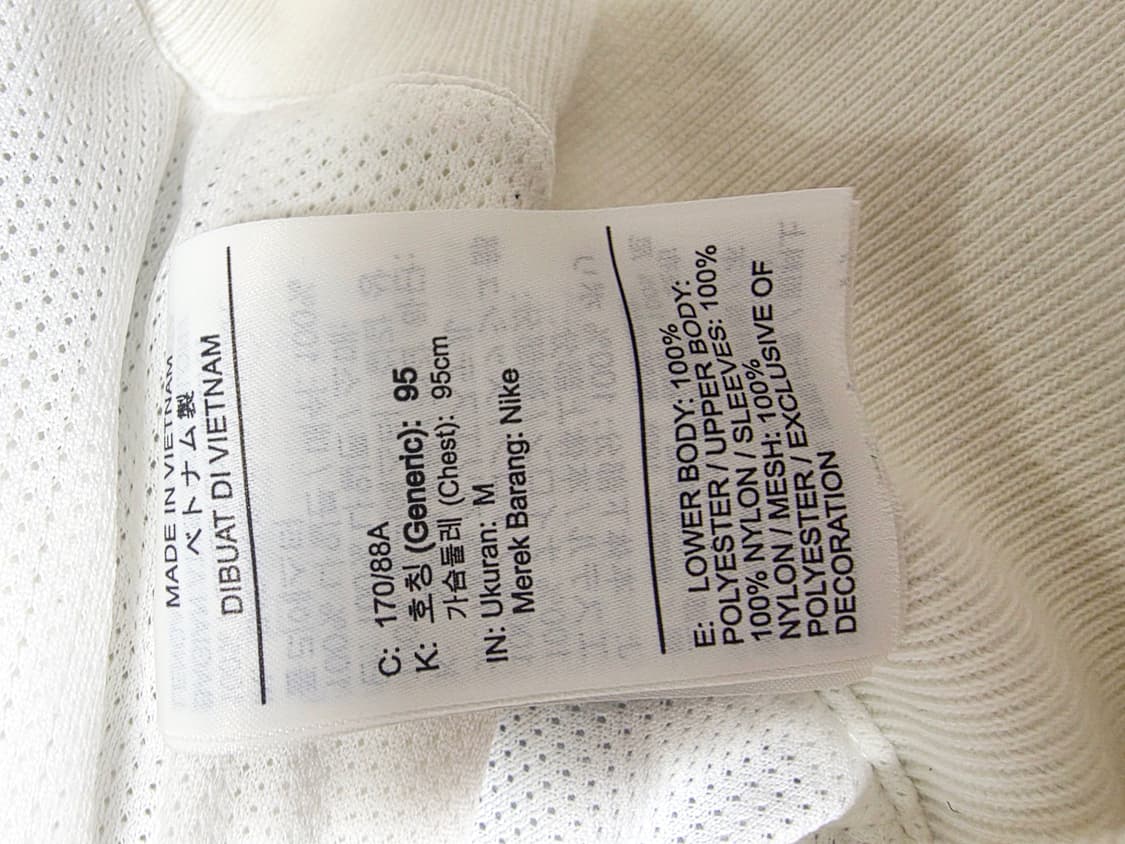 MADE IN VIETNAM
ベトナム製
DIBUAT DI VIETNAM
C: 170/88A
K: 호칭 (Generic): 95
가슴둘레 (Chest): 95cm
IN: Ukuran: M
Merek Barang: Nike
E: LOWER BODY: 100%
POLYESTER / UPPER BODY:
100% NYLON / SLEEVES: 100%
NYLON / MESH: 100%
POLYESTER / EXCLUSIVE OF
DECORATION